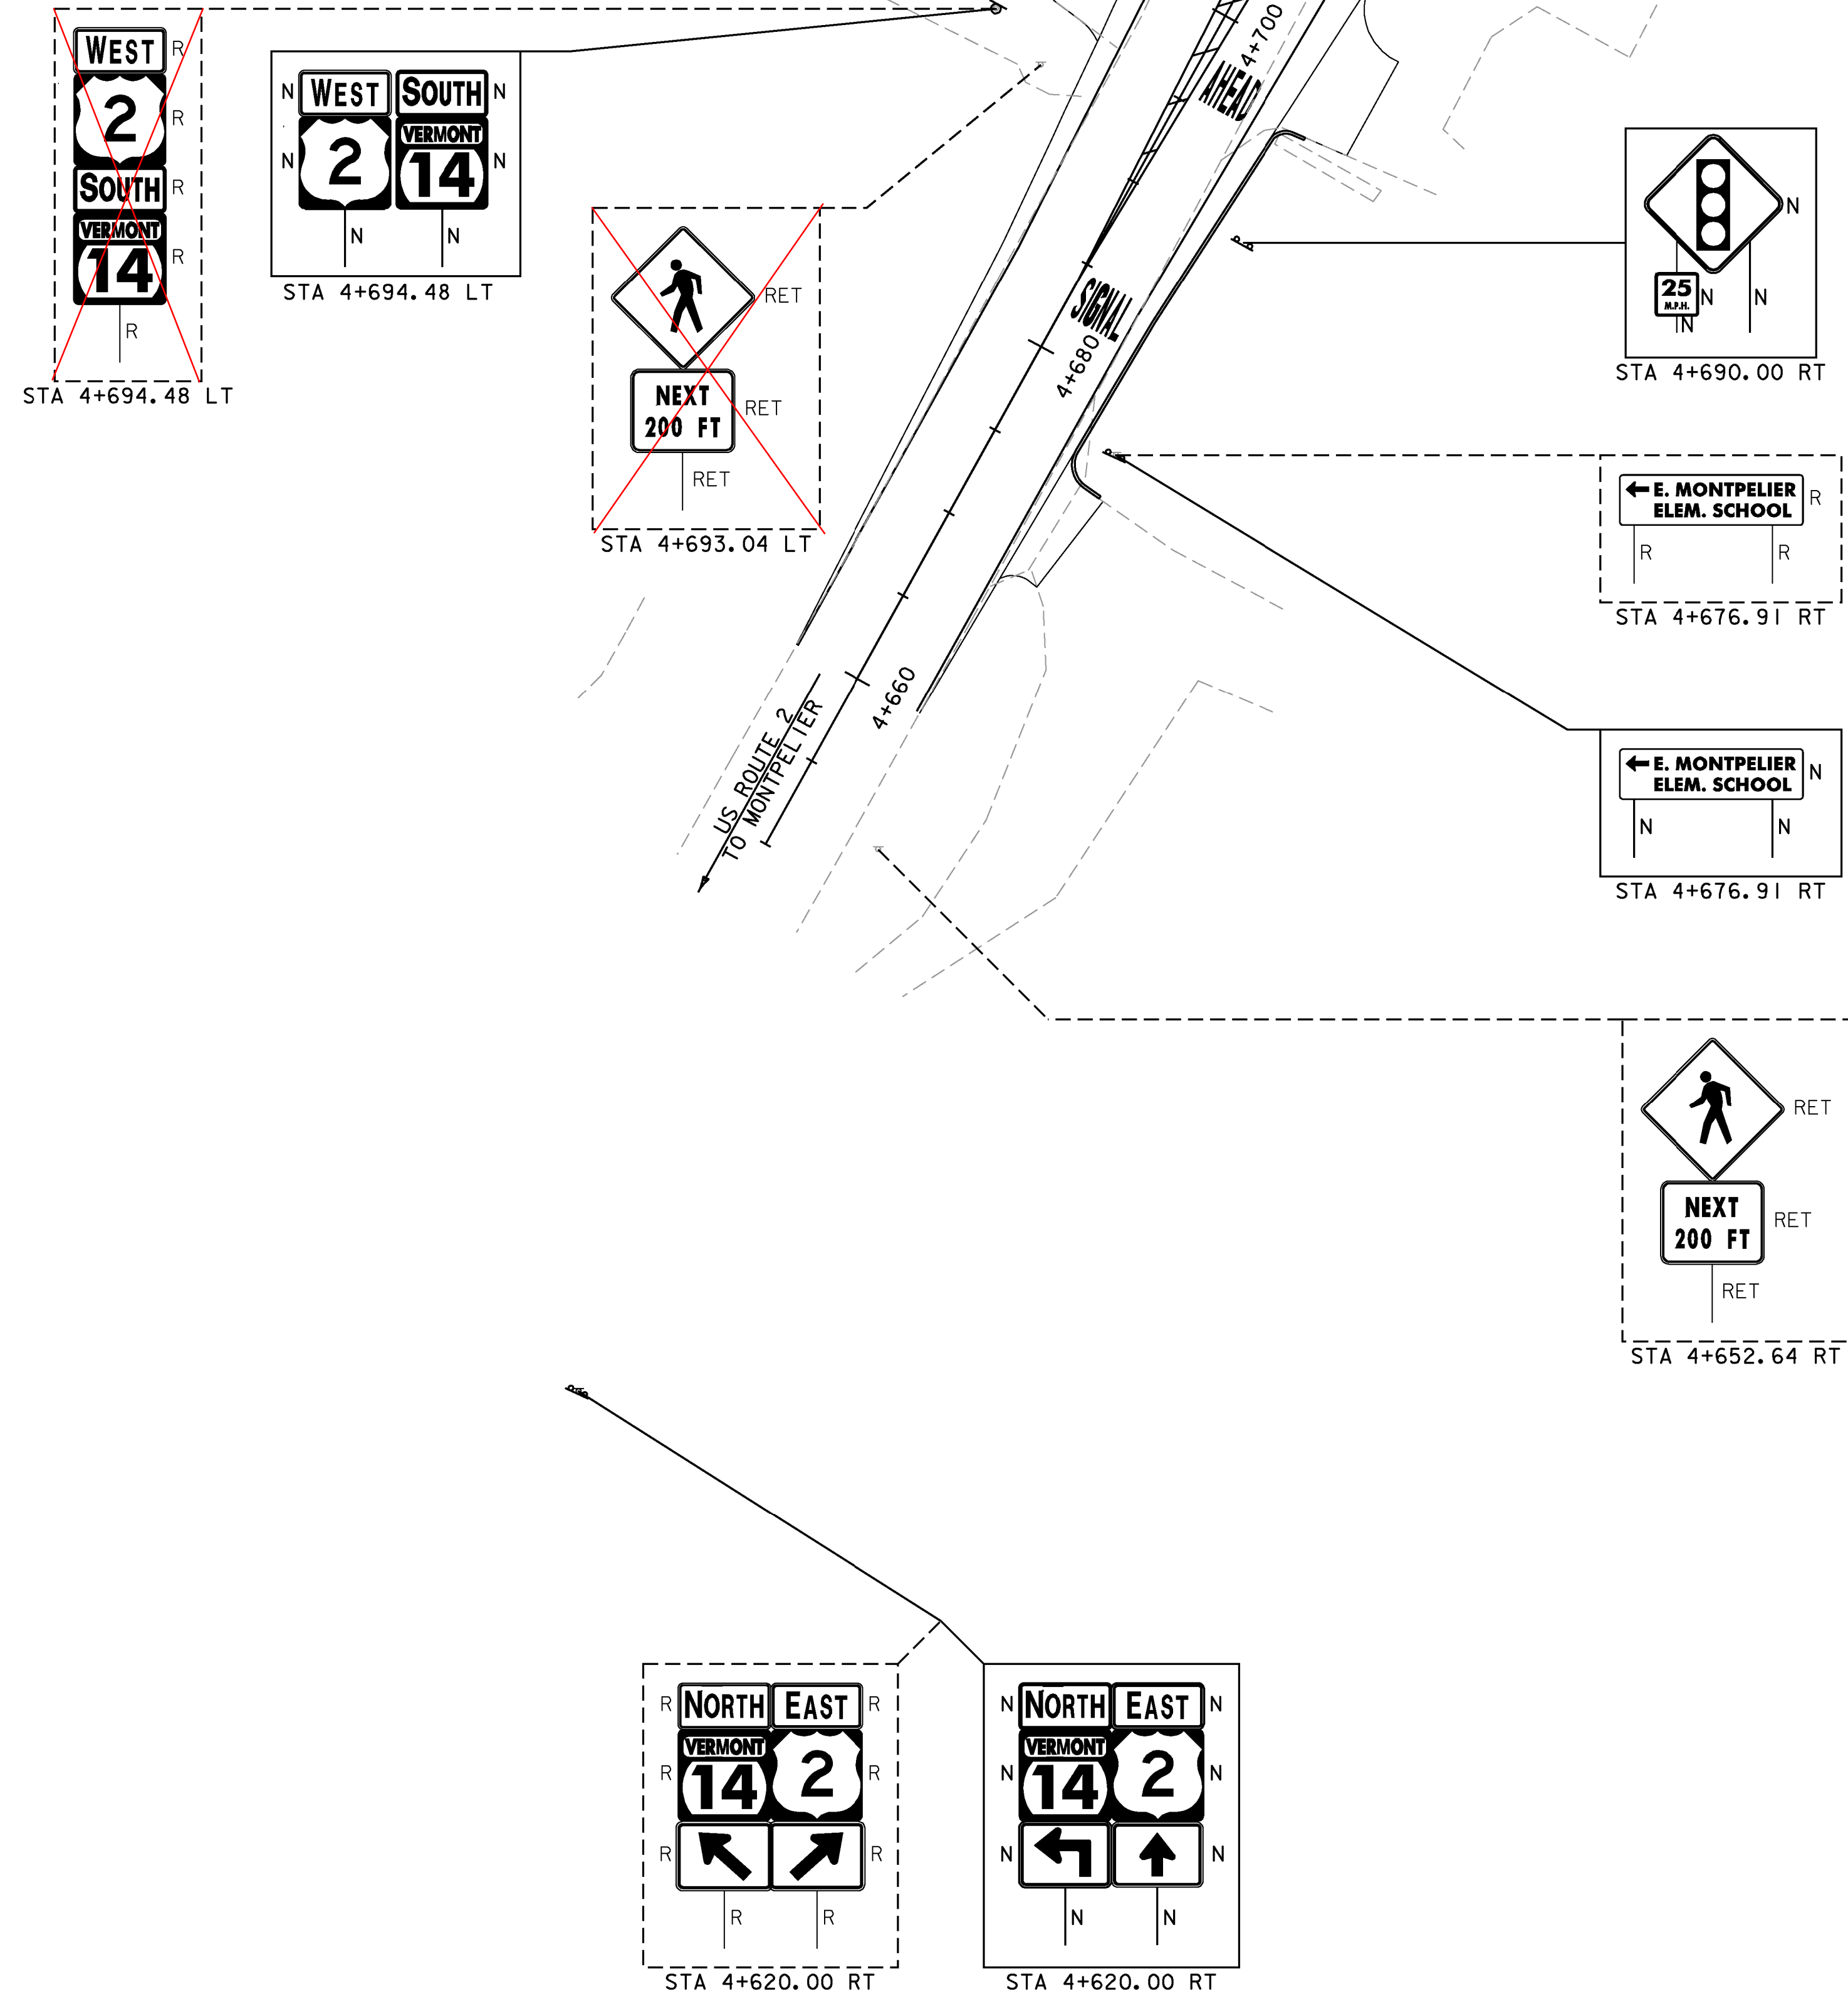 WEST R
2 R
SOUTH R
VERMONT
14 R
R
STA 4+694.48 LT
N WEST SOUTH N
N 2 VERMONT 14 N
N N
STA 4+694.48 LT
RET
NEXT
200 FT
RET
RET
STA 4+693.04 LT
4+700
AHEAD
SIGNAL
4+680
4+660
US ROUTE 2
TO MONTPELIER
N
25
M.P.H.
N N
N
STA 4+690.00 RT
E. MONTPELIER
ELEM. SCHOOL
R
R R
STA 4+676.91 RT
E. MONTPELIER
ELEM. SCHOOL
N
N N
STA 4+676.91 RT
RET
NEXT
200 FT
RET
RET
STA 4+652.64 RT
R NORTH EAST R
VERMONT
R 14 2 R
R R
R R
STA 4+620.00 RT
N NORTH EAST N
VERMONT
N 14 2 N
N N
N N
STA 4+620.00 RT